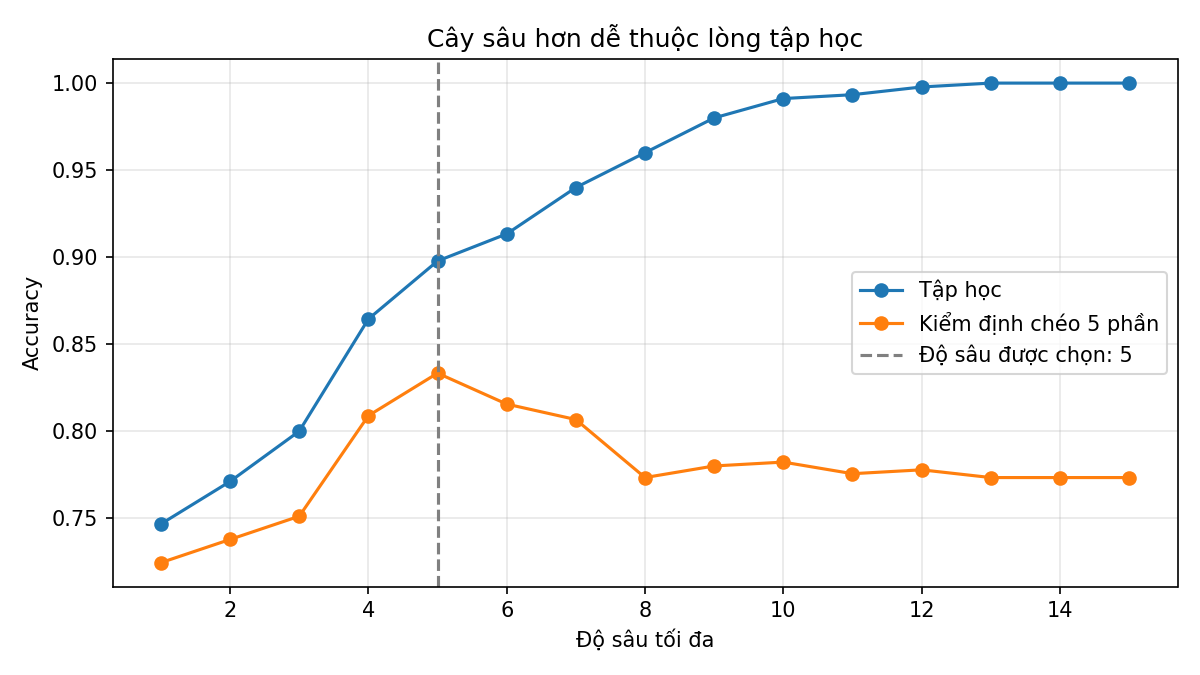 Cây sâu hơn dễ thuộc lòng tập học
Accuracy
1.00
0.95
0.90
0.85
0.80
0.75
Tập học
Kiểm định chéo 5 phần
Độ sâu được chọn: 5
2 4 6 8 10 12 14
Độ sâu tối đa